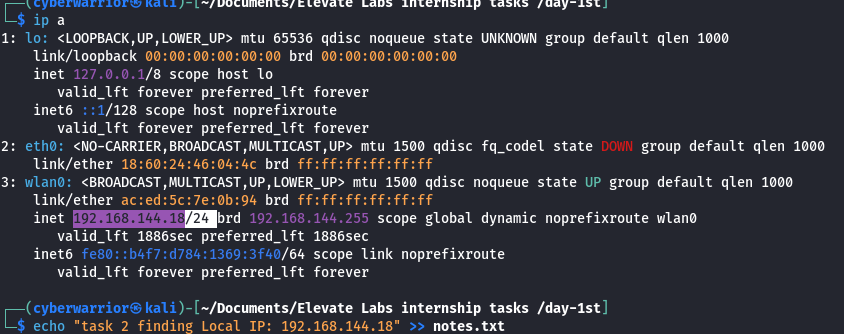 (cyberwarrior㉿kali)-[~/Documents/Elevate Labs internship tasks /day-1st]
$ ip a
1: lo: <LOOPBACK,UP,LOWER_UP> mtu 65536 qdisc noqueue state UNKNOWN group default qlen 1000
link/loopback 00:00:00:00:00:00 brd 00:00:00:00:00:00
inet 127.0.0.1/8 scope host lo
valid_lft forever preferred_lft forever
inet6 ::1/128 scope host noprefixroute
valid_lft forever preferred_lft forever
2: eth0: <NO-CARRIER,BROADCAST,MULTICAST,UP> mtu 1500 qdisc fq_codel state DOWN group default qlen 1000
link/ether 18:60:24:46:04:4c brd ff:ff:ff:ff:ff:ff
3: wlan0: <BROADCAST,MULTICAST,UP,LOWER_UP> mtu 1500 qdisc noqueue state UP group default qlen 1000
link/ether ac:ed:5c:7e:0b:94 brd ff:ff:ff:ff:ff:ff
inet 192.168.144.18/24 brd 192.168.144.255 scope global dynamic noprefixroute wlan0
valid_lft 1886sec preferred_lft 1886sec
inet6 fe80::b4f7:d784:1369:3f40/64 scope link noprefixroute
valid_lft forever preferred_lft forever
(cyberwarrior㉿kali)-[~/Documents/Elevate Labs internship tasks /day-1st]
$ echo "task 2 finding Local IP: 192.168.144.18" >> notes.txt